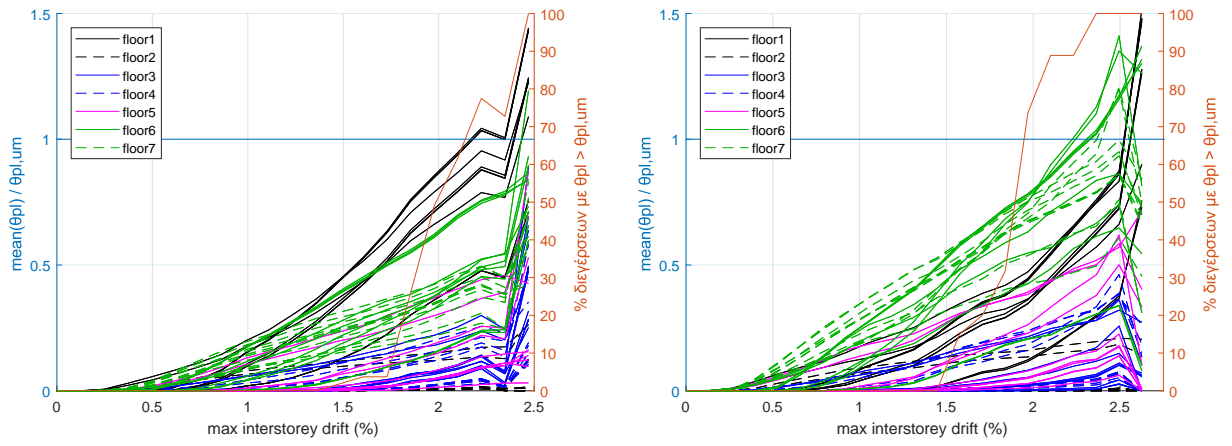 1.5
1
0.5
0
mean(θpl) / θpl,um
floor1
floor2
floor3
floor4
floor5
floor6
floor7
100
90
80
70
60
50
40
30
20
10
0
% διεγέρσεων με θpl > θpl,um
0 0.5 1 1.5 2 2.5
max interstorey drift (%)
1.5
1
0.5
0
mean(θpl) / θpl,um
floor1
floor2
floor3
floor4
floor5
floor6
floor7
100
90
80
70
60
50
40
30
20
10
0
% διεγέρσεων με θpl > θpl,um
0 0.5 1 1.5 2 2.5
max interstorey drift (%)